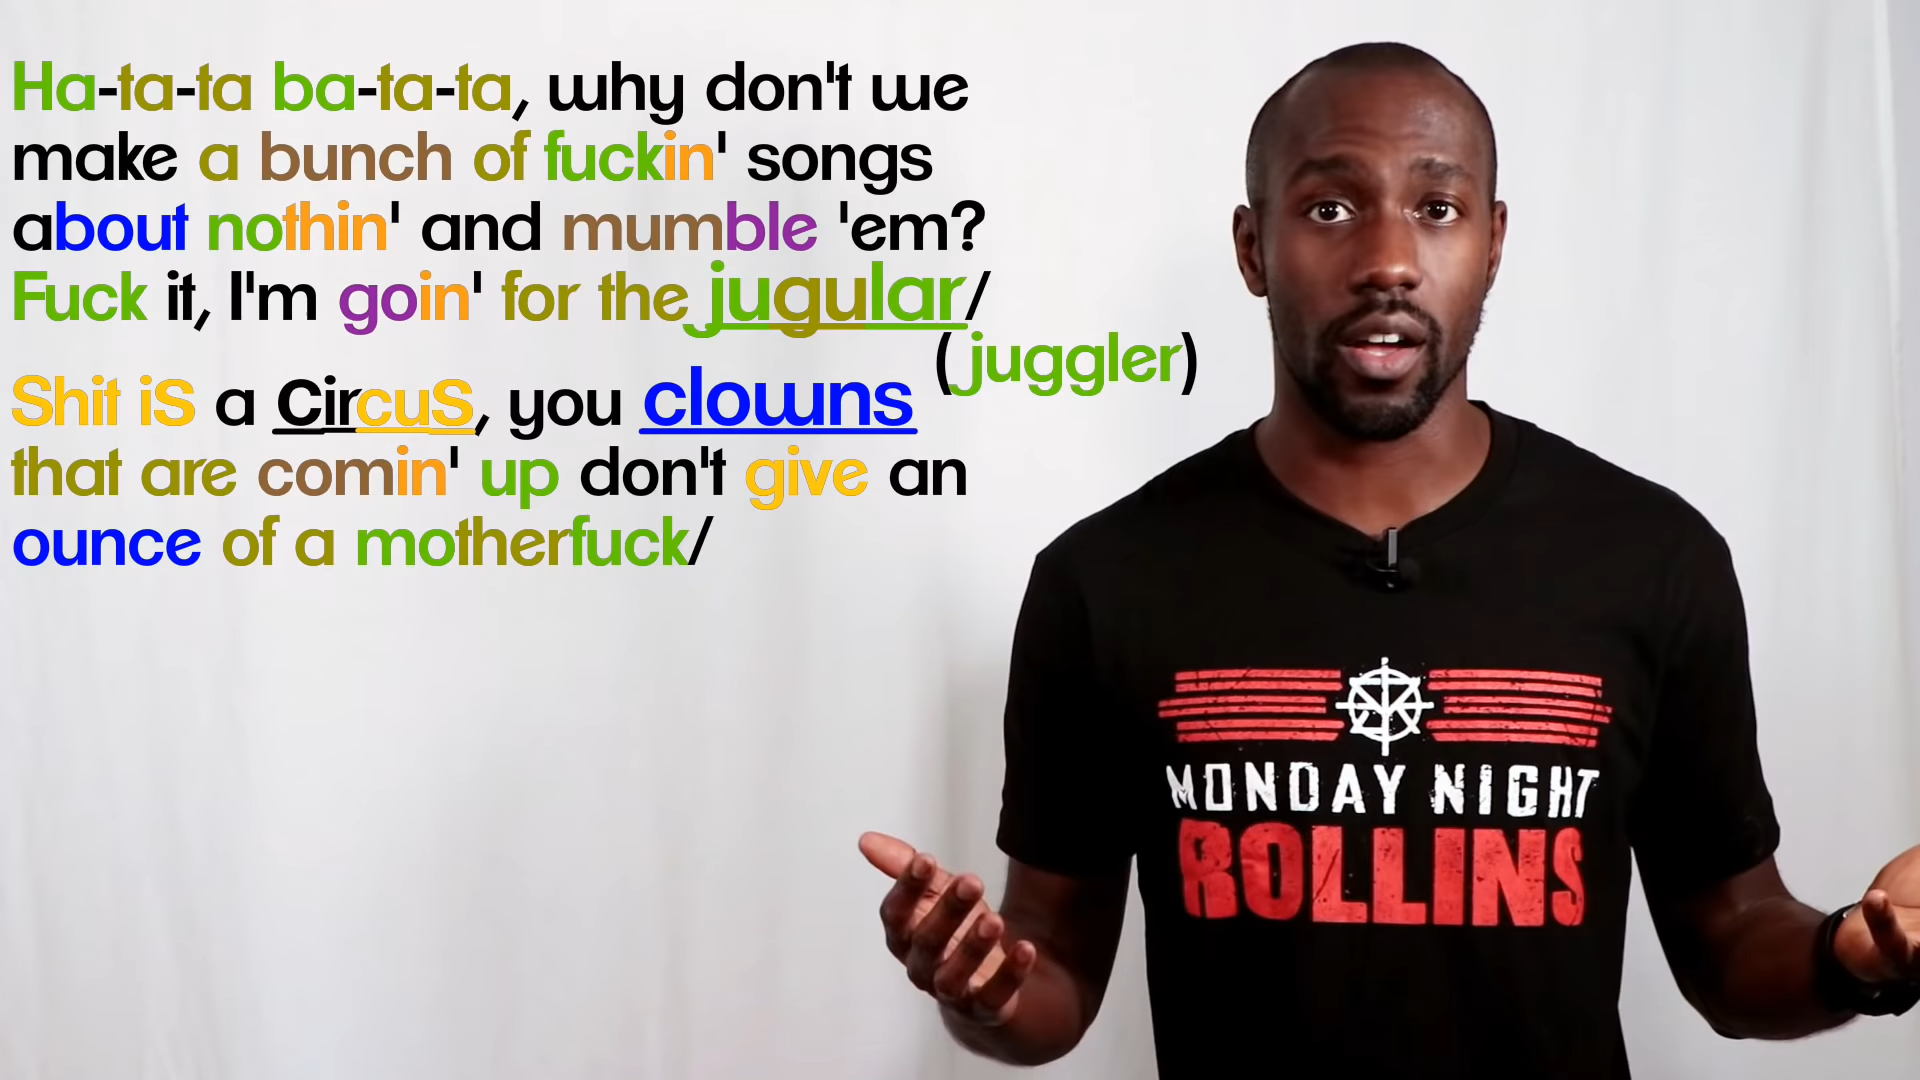 Ha-ta-ta ba-ta-ta, why don't we
make a bunch of fuckin' songs
about nothin' and mumble 'em?
Fuck it, I'm goin' for the jugular/
(juggler)
Shit iS a CircuS, you clowns
that are comin' up don't give an
ounce of a motherfuck/
MONDAY NIGHT
ROLLINS